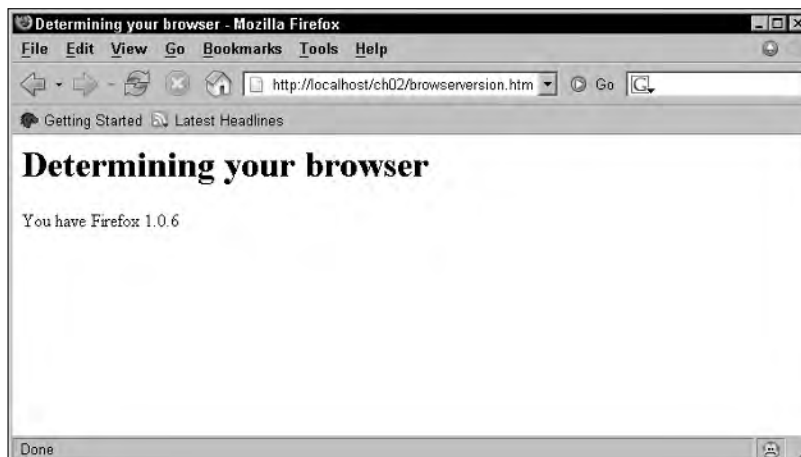 Determining your browser - Mozilla Firefox
File Edit View Go Bookmarks Tools Help
http://localhost/ch02/browserversion.htm Go G
Getting Started Latest Headlines
Determining your browser
You have Firefox 1.0.6
Done